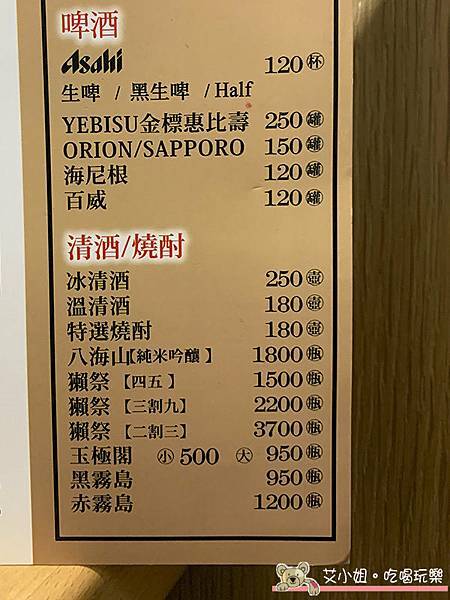 啤酒
Asahi 120 杯
生啤 / 黑生啤 / Half
YEBISU金標惠比壽 250 罐
ORION/SAPPORO 150 罐
海尼根 120 罐
百威 120 罐
清酒/燒酎
冰清酒 250 壺
溫清酒 180 壺
特選燒酎 180 壺
八海山【純米吟釀】 1800 瓶
獺祭【四五】 1500 瓶
獺祭【三割九】 2200 瓶
獺祭【二割三】 3700 瓶
玉極閣 小 500 大 950 瓶
黑霧島 950 瓶
赤霧島 1200 瓶
艾小姐。吃喝玩樂